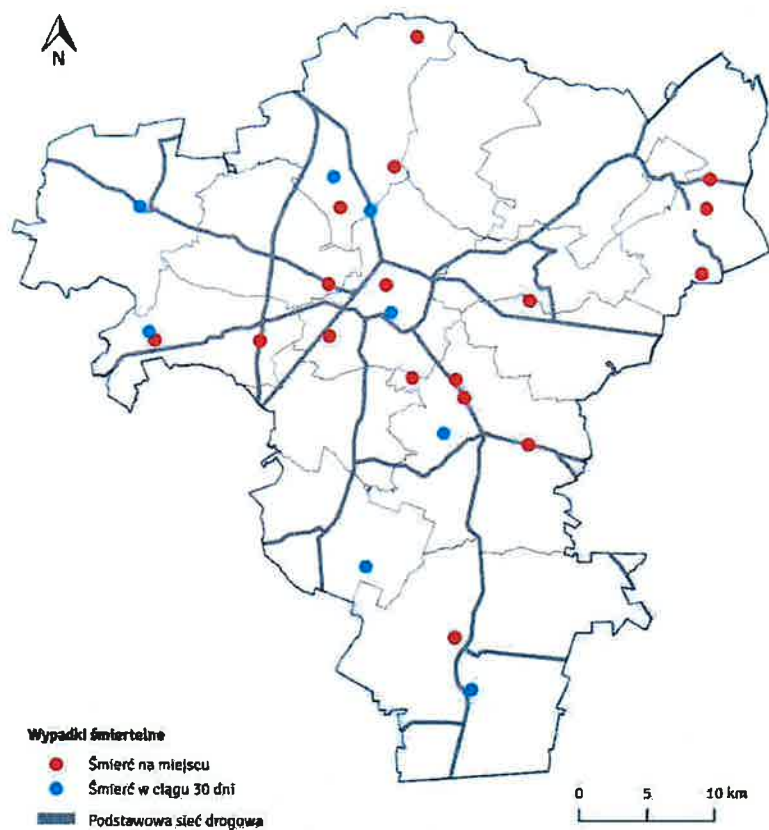 N
Wypadki śmiertelne
Śmierć na miejscu
Śmierć w ciągu 30 dni
Podstawowa sieć drogowa
0 5 10 km